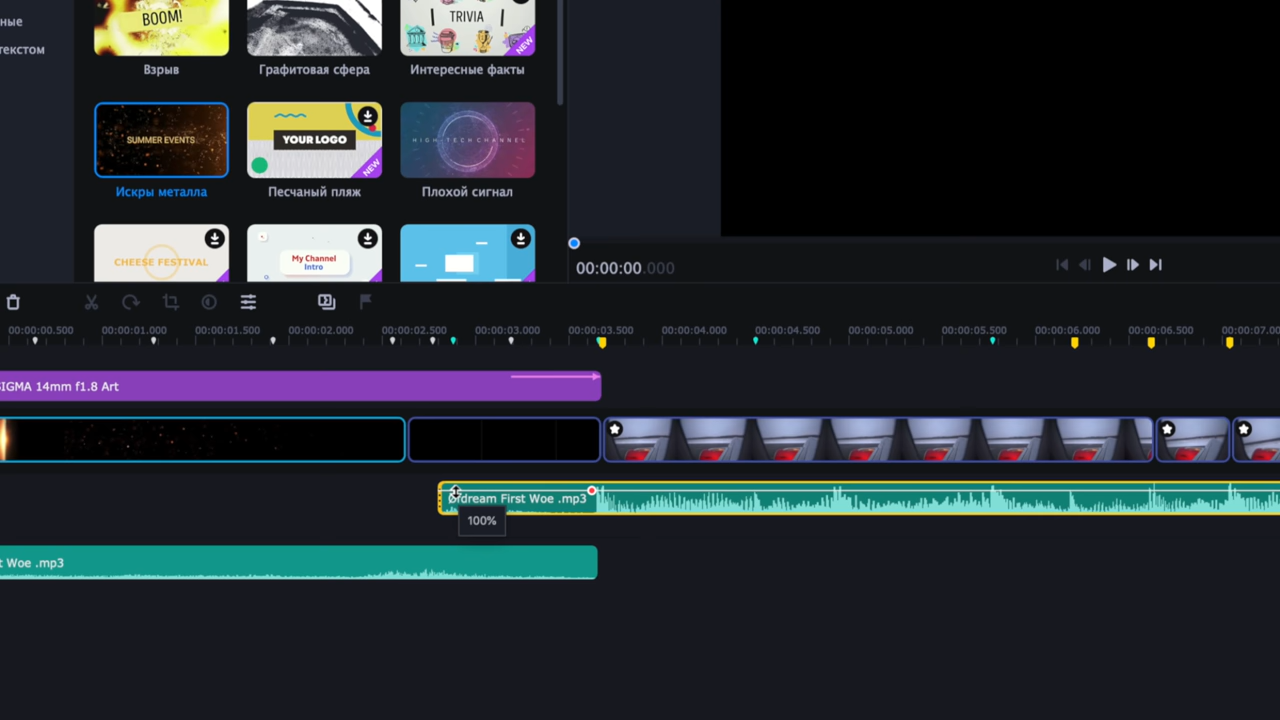 ные
текстом
BOOM!
TRIVIA
NEW
Взрыв
Графитовая сфера
Интересные факты
SUMMER EVENTS
YOUR LOGO
NEW
HIGH-TECH CHANNEL
Искры металла
Песчаный пляж
Плохой сигнал
CHEESE FESTIVAL
My Channel
Intro
00:00:00.000
00:00:00.500
00:00:01.000
00:00:01.500
00:00:02.000
00:00:02.500
00:00:03.000
00:00:03.500
00:00:04.000
00:00:04.500
00:00:05.000
00:00:05.500
00:00:06.000
00:00:06.500
00:00:07.00
SIGMA 14mm f1.8 Art
First Woe .mp3
100%
t Woe .mp3